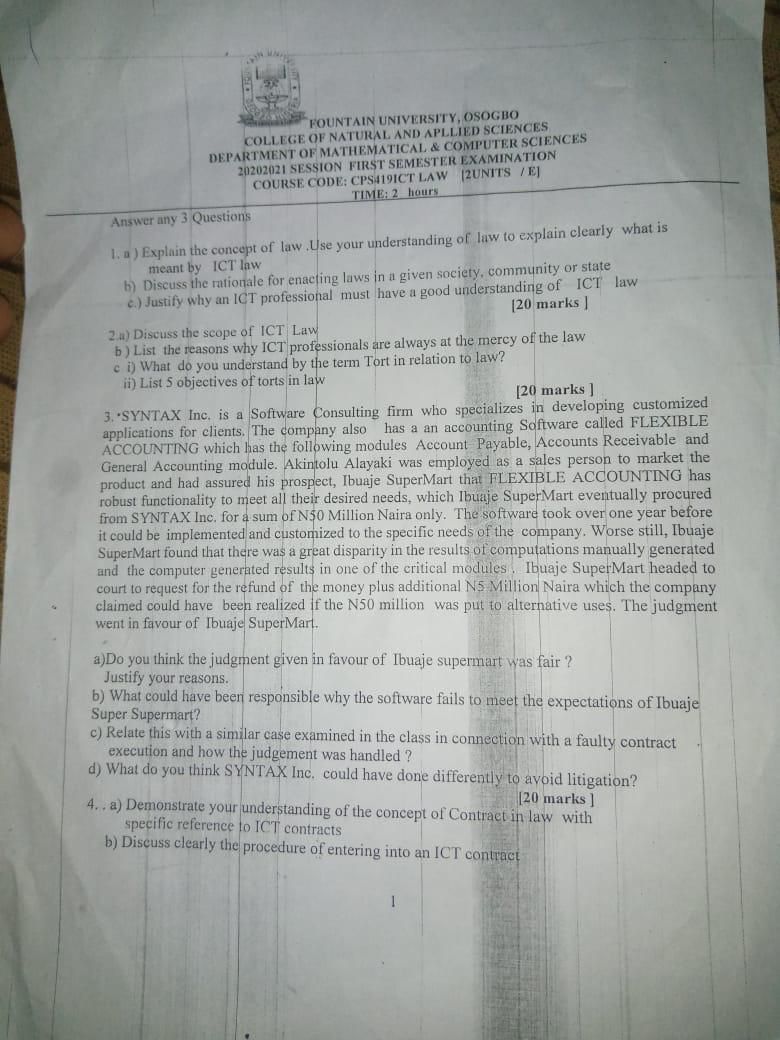 FOUNTAIN UNIVERSITY, OSOGBO
COLLEGE OF NATURAL AND APLLIED SCIENCES
DEPARTMENT OF MATHEMATICAL & COMPUTER SCIENCES
20202021 SESSION FIRST SEMESTER EXAMINATION
COURSE CODE: CPS419ICT LAW [2UNITS / E]
TIME: 2 hours
Answer any 3 Questions
1. a ) Explain the concept of law .Use your understanding of law to explain clearly what is
meant by ICT law
b) Discuss the rationale for enacting laws in a given society, community or state
c.) Justify why an ICT professional must have a good understanding of ICT law
[20 marks ]
2.a) Discuss the scope of ICT Law
b ) List the reasons why ICT professionals are always at the mercy of the law
c i) What do you understand by the term Tort in relation to law?
ii) List 5 objectives of torts in law
[20 marks ]
3. •SYNTAX Inc. is a Software Consulting firm who specializes in developing customized
applications for clients. The company also has a an accounting Software called FLEXIBLE
ACCOUNTING which has the following modules Account Payable, Accounts Receivable and
General Accounting module. Akintolu Alayaki was employed as a sales person to market the
product and had assured his prospect, Ibuaje SuperMart that FLEXIBLE ACCOUNTING has
robust functionality to meet all their desired needs, which Ibuaje SuperMart eventually procured
from SYNTAX Inc. for a sum of N50 Million Naira only. The software took over one year before
it could be implemented and customized to the specific needs of the company. Worse still, Ibuaje
SuperMart found that there was a great disparity in the results of computations manually generated
and the computer generated results in one of the critical modules . Ibuaje SuperMart headed to
court to request for the refund of the money plus additional N5 Million Naira which the company
claimed could have been realized if the N50 million was put to alternative uses. The judgment
went in favour of Ibuaje SuperMart.
a)Do you think the judgment given in favour of Ibuaje supermart was fair ?
Justify your reasons.
b) What could have been responsible why the software fails to meet the expectations of Ibuaje
Super Supermart?
c) Relate this with a similar case examined in the class in connection with a faulty contract
execution and how the judgement was handled ?
d) What do you think SYNTAX Inc. could have done differently to avoid litigation?
[20 marks ]
4. . a) Demonstrate your understanding of the concept of Contract in law with
specific reference to ICT contracts
b) Discuss clearly the procedure of entering into an ICT contract
1